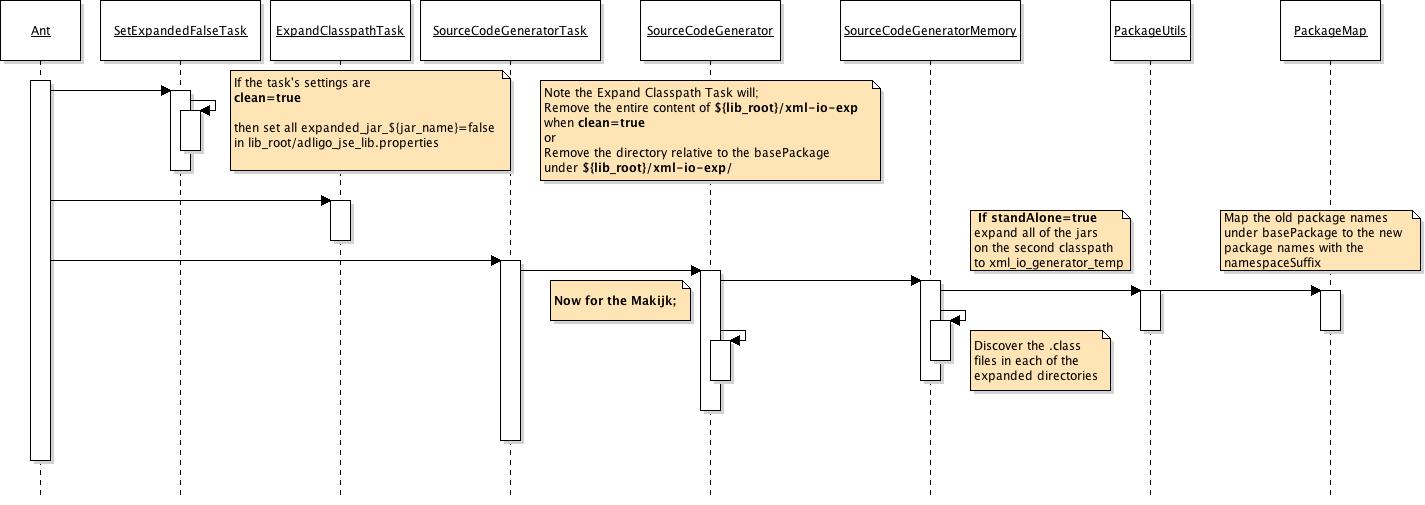 Ant
SetExpandedFalseTask
ExpandClasspathTask
SourceCodeGeneratorTask
SourceCodeGenerator
SourceCodeGeneratorMemory
PackageUtils
PackageMap
If the task's settings are
clean=true
then set all expanded_jar_${jar_name}=false
in lib_root/adligo_jse_lib.properties
Note the Expand Classpath Task will;
Remove the entire content of ${lib_root}/xml-io-exp
when clean=true
or
Remove the directory relative to the basePackage
under ${lib_root}/xml-io-exp/
If standAlone=true
expand all of the jars
on the second classpath
to xml_io_generator_temp
Map the old package names
under basePackage to the new
package names with the
namespaceSuffix
Now for the Makijk;
Discover the .class
files in each of the
expanded directories